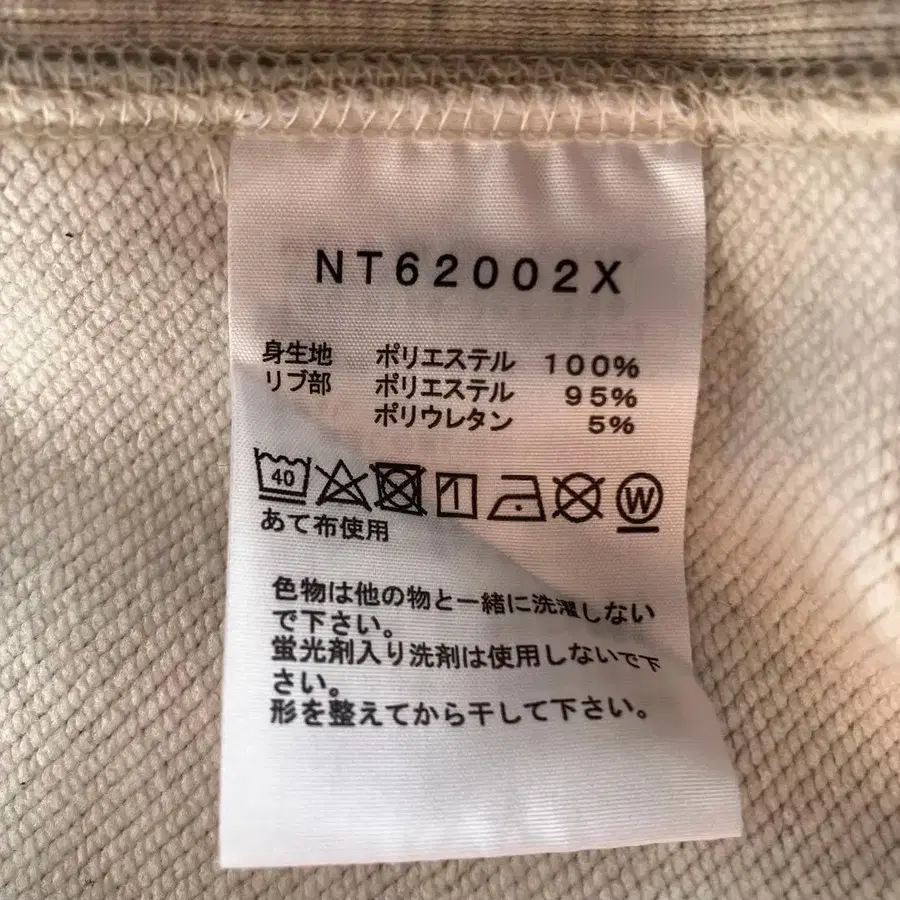 NT62002X
身生地 ポリエステル 100%
リブ部 ポリエステル 95%
ポリウレタン 5%
40 W
あて布使用
色物は他の物と一緒に洗濯しない
で下さい。
蛍光剤入り洗剤は使用しないで下
さい。
形を整えてから干して下さい。